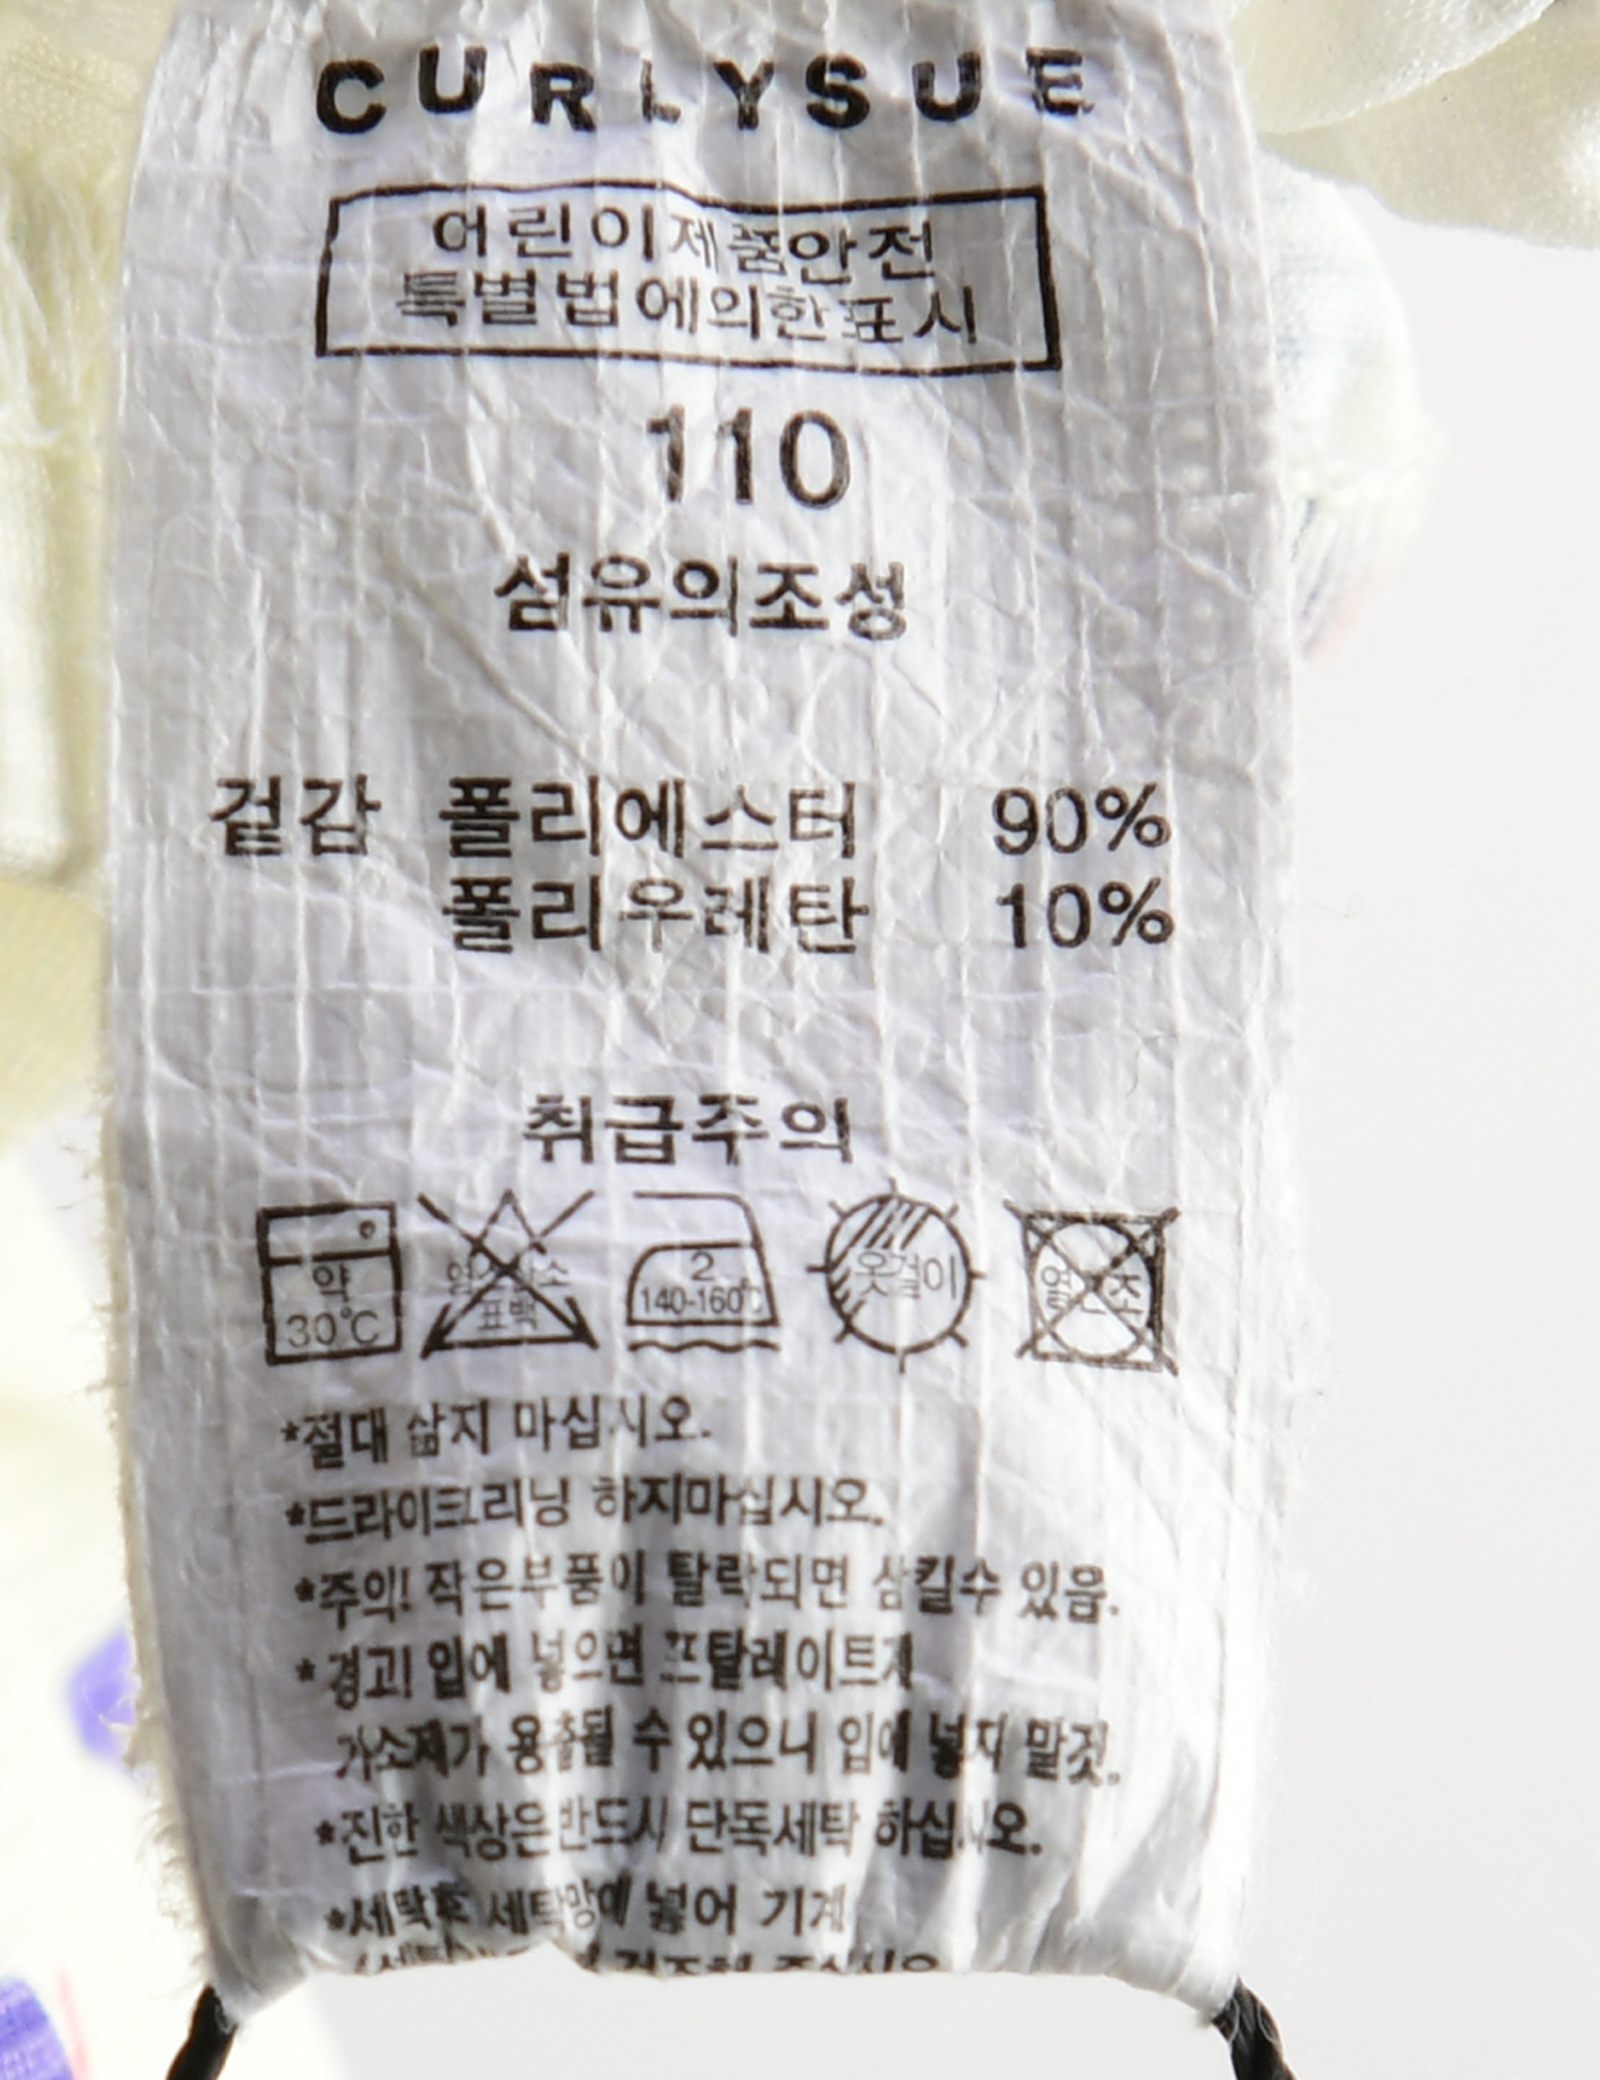 CURLYSUE
어린이제품안전
특별법에의한표시
110
섬유의조성
겉감 폴리에스터 90%
폴리우레탄 10%
취급주의
약
30℃
염소산소
표백
2
140-160℃
옷걸이
열건조
*절대 삶지 마십시오.
*드라이크리닝 하지마십시오.
*주의! 작은부품이 탈락되면 삼킬수 있음.
*경고! 입에 넣으면 프탈레이트계
가소제가 용출될 수 있으니 입에 넣지 말것.
*진한 색상은반드시 단독세탁 하십시오.
*세탁후 세탁망에 넣어 기계